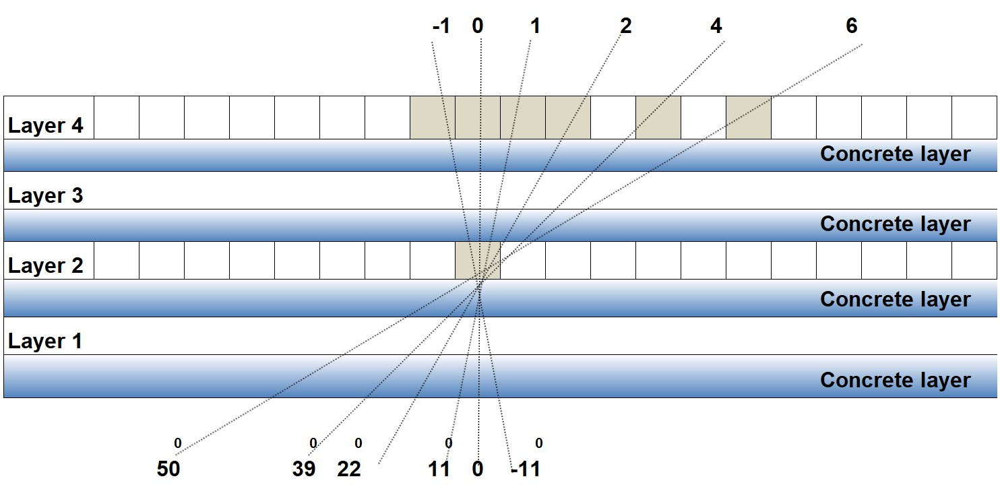 -1 0 1 2 4 6
Layer 4
Concrete layer
Layer 3
Concrete layer
Layer 2
Concrete layer
Layer 1
Concrete layer
0 0 0 0 0
50 39 22 11 0 -11